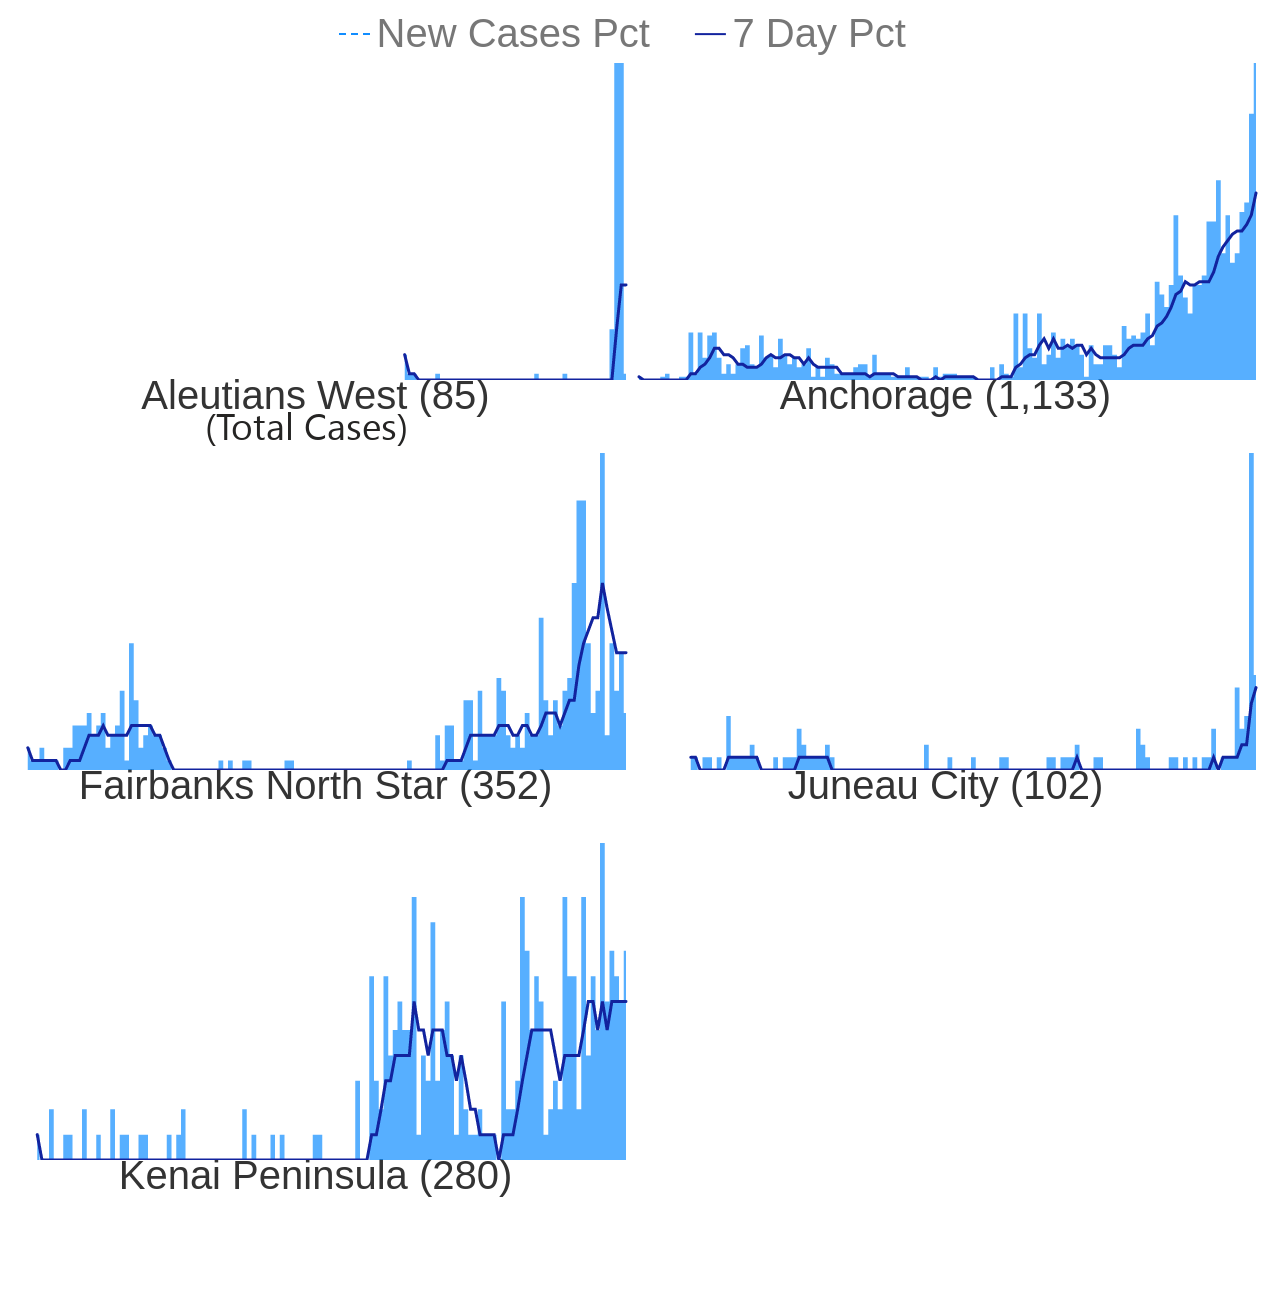 New Cases Pct 7 Day Pct
Aleutians West (85)
(Total Cases)
Anchorage (1,133)
Fairbanks North Star (352)
Juneau City (102)
Kenai Peninsula (280)